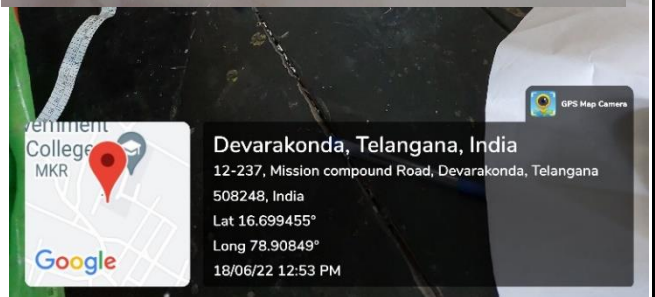 GPS Map Camera
vernment
College
MKR
Google
Devarakonda, Telangana, India
12-237, Mission compound Road, Devarakonda, Telangana
508248, India
Lat 16.699455°
Long 78.90849°
18/06/22 12:53 PM